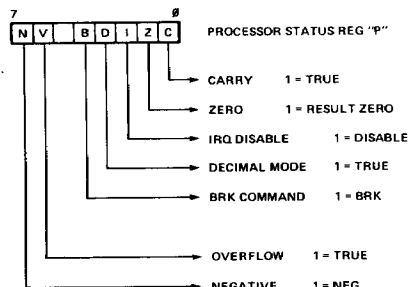 7 0
N V B D I Z C
PROCESSOR STATUS REG "P"
CARRY 1 = TRUE
ZERO 1 = RESULT ZERO
IRQ DISABLE 1 = DISABLE
DECIMAL MODE 1 = TRUE
BRK COMMAND 1 = BRK
OVERFLOW 1 = TRUE
NEGATIVE 1 = NEG